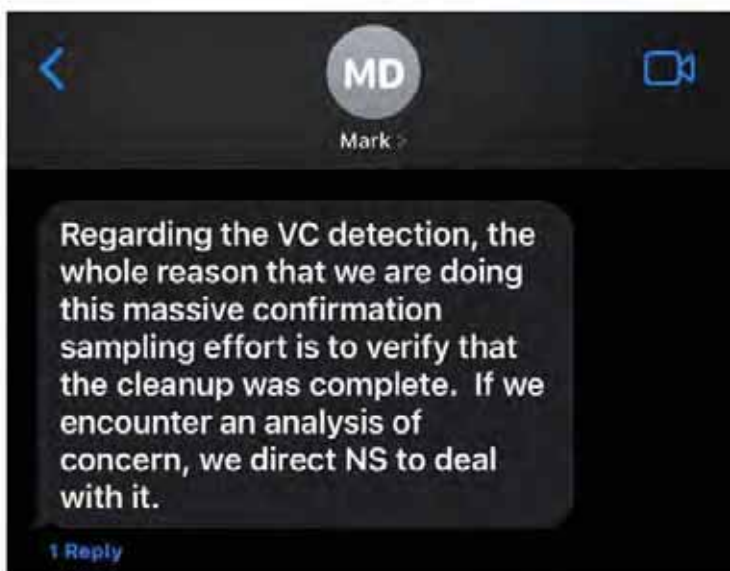 MD
Mark >
Regarding the VC detection, the
whole reason that we are doing
this massive confirmation
sampling effort is to verify that
the cleanup was complete.  If we
encounter an analysis of
concern, we direct NS to deal
with it.
1 Reply